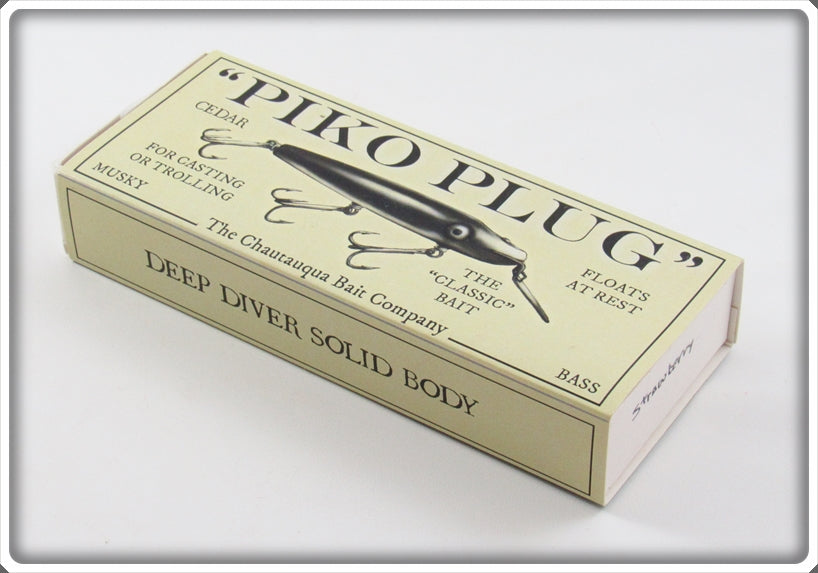 "PIKO PLUG"
CEDAR
FOR CASTING
OR TROLLING
MUSKY
The Chautauqua Bait Company
THE
"CLASSIC"
BAIT
FLOATS
AT REST
BASS
DEEP DIVER SOLID BODY
Strawberry